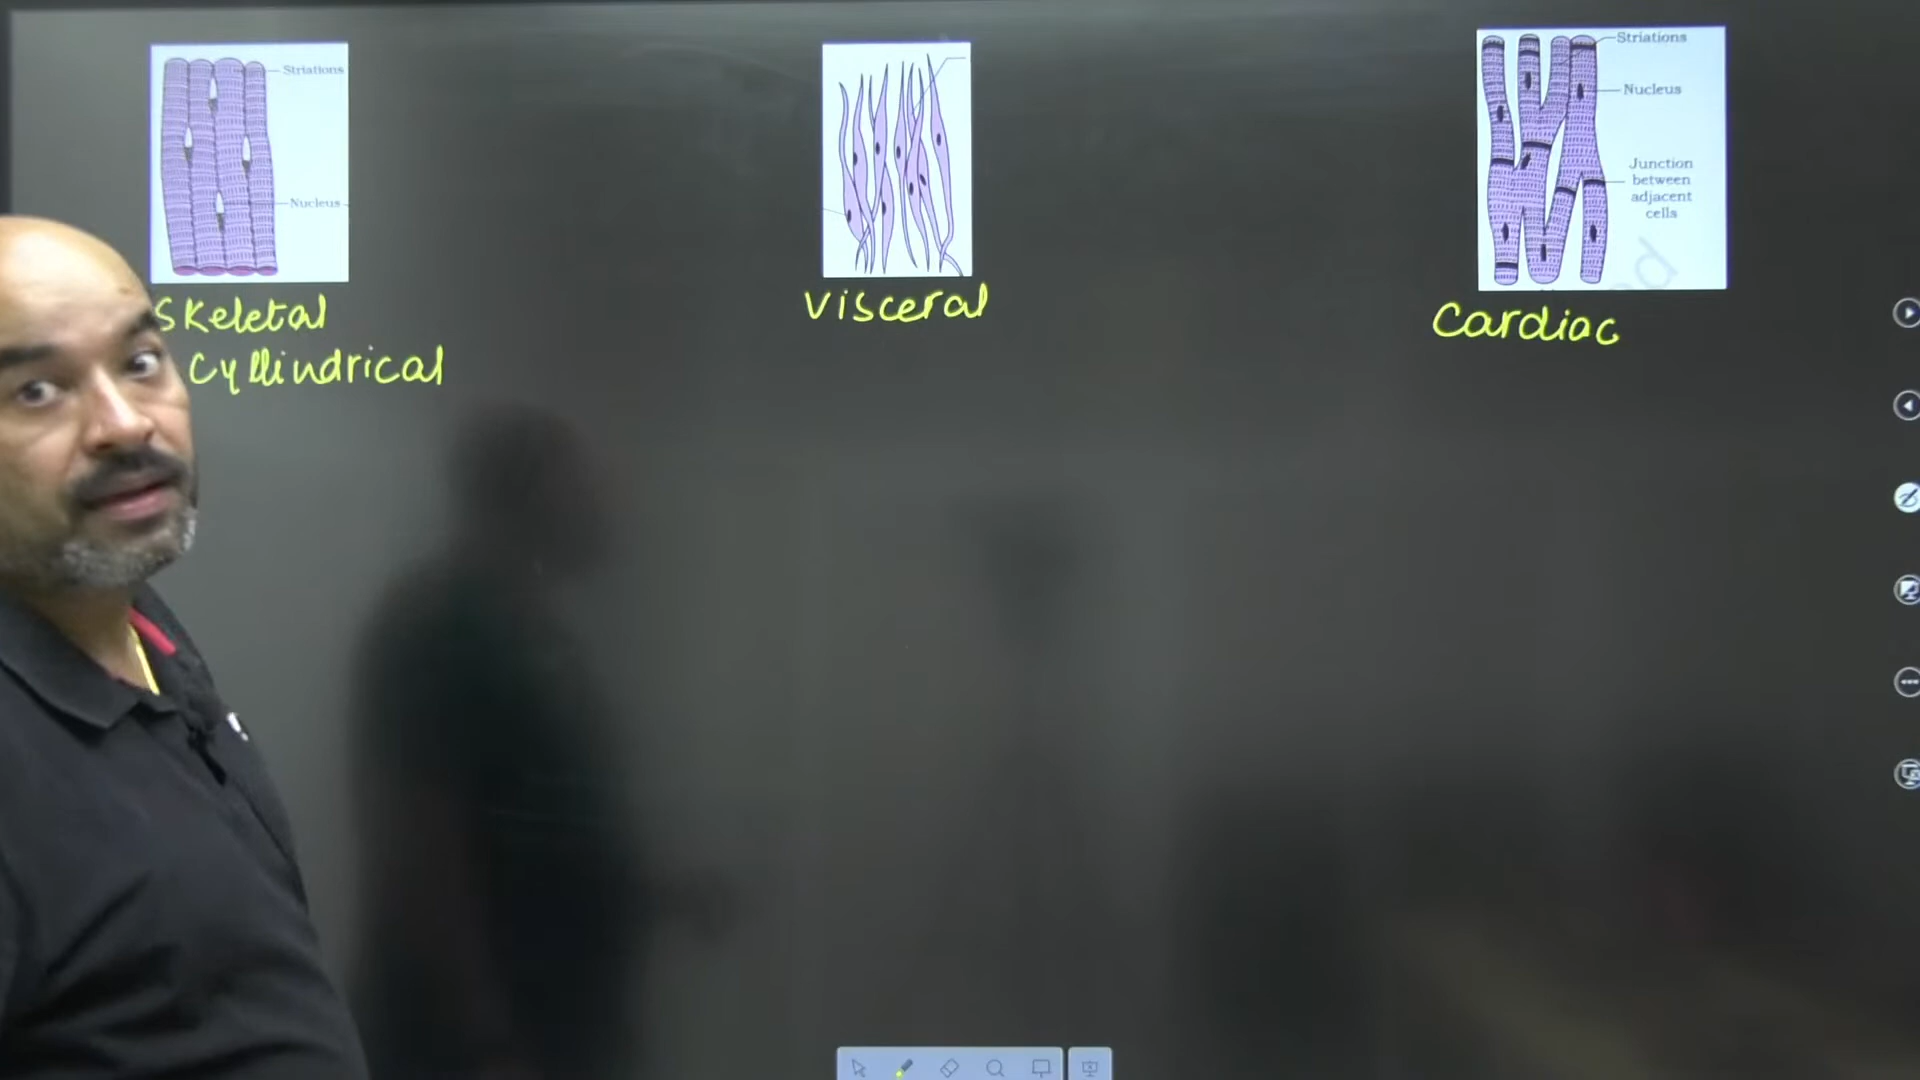 Striations
Nucleus
Skeletal
Cyllindrical
Visceral
Striations
Nucleus
Junction
between
adjacent
cells
d
Cardiac